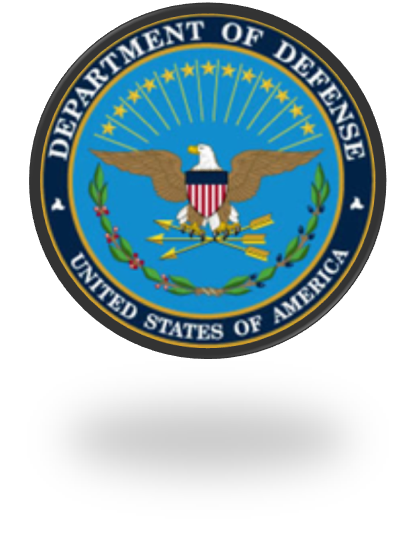 DEPARTMENT OF DEFENSE
UNITED STATES OF AMERICA